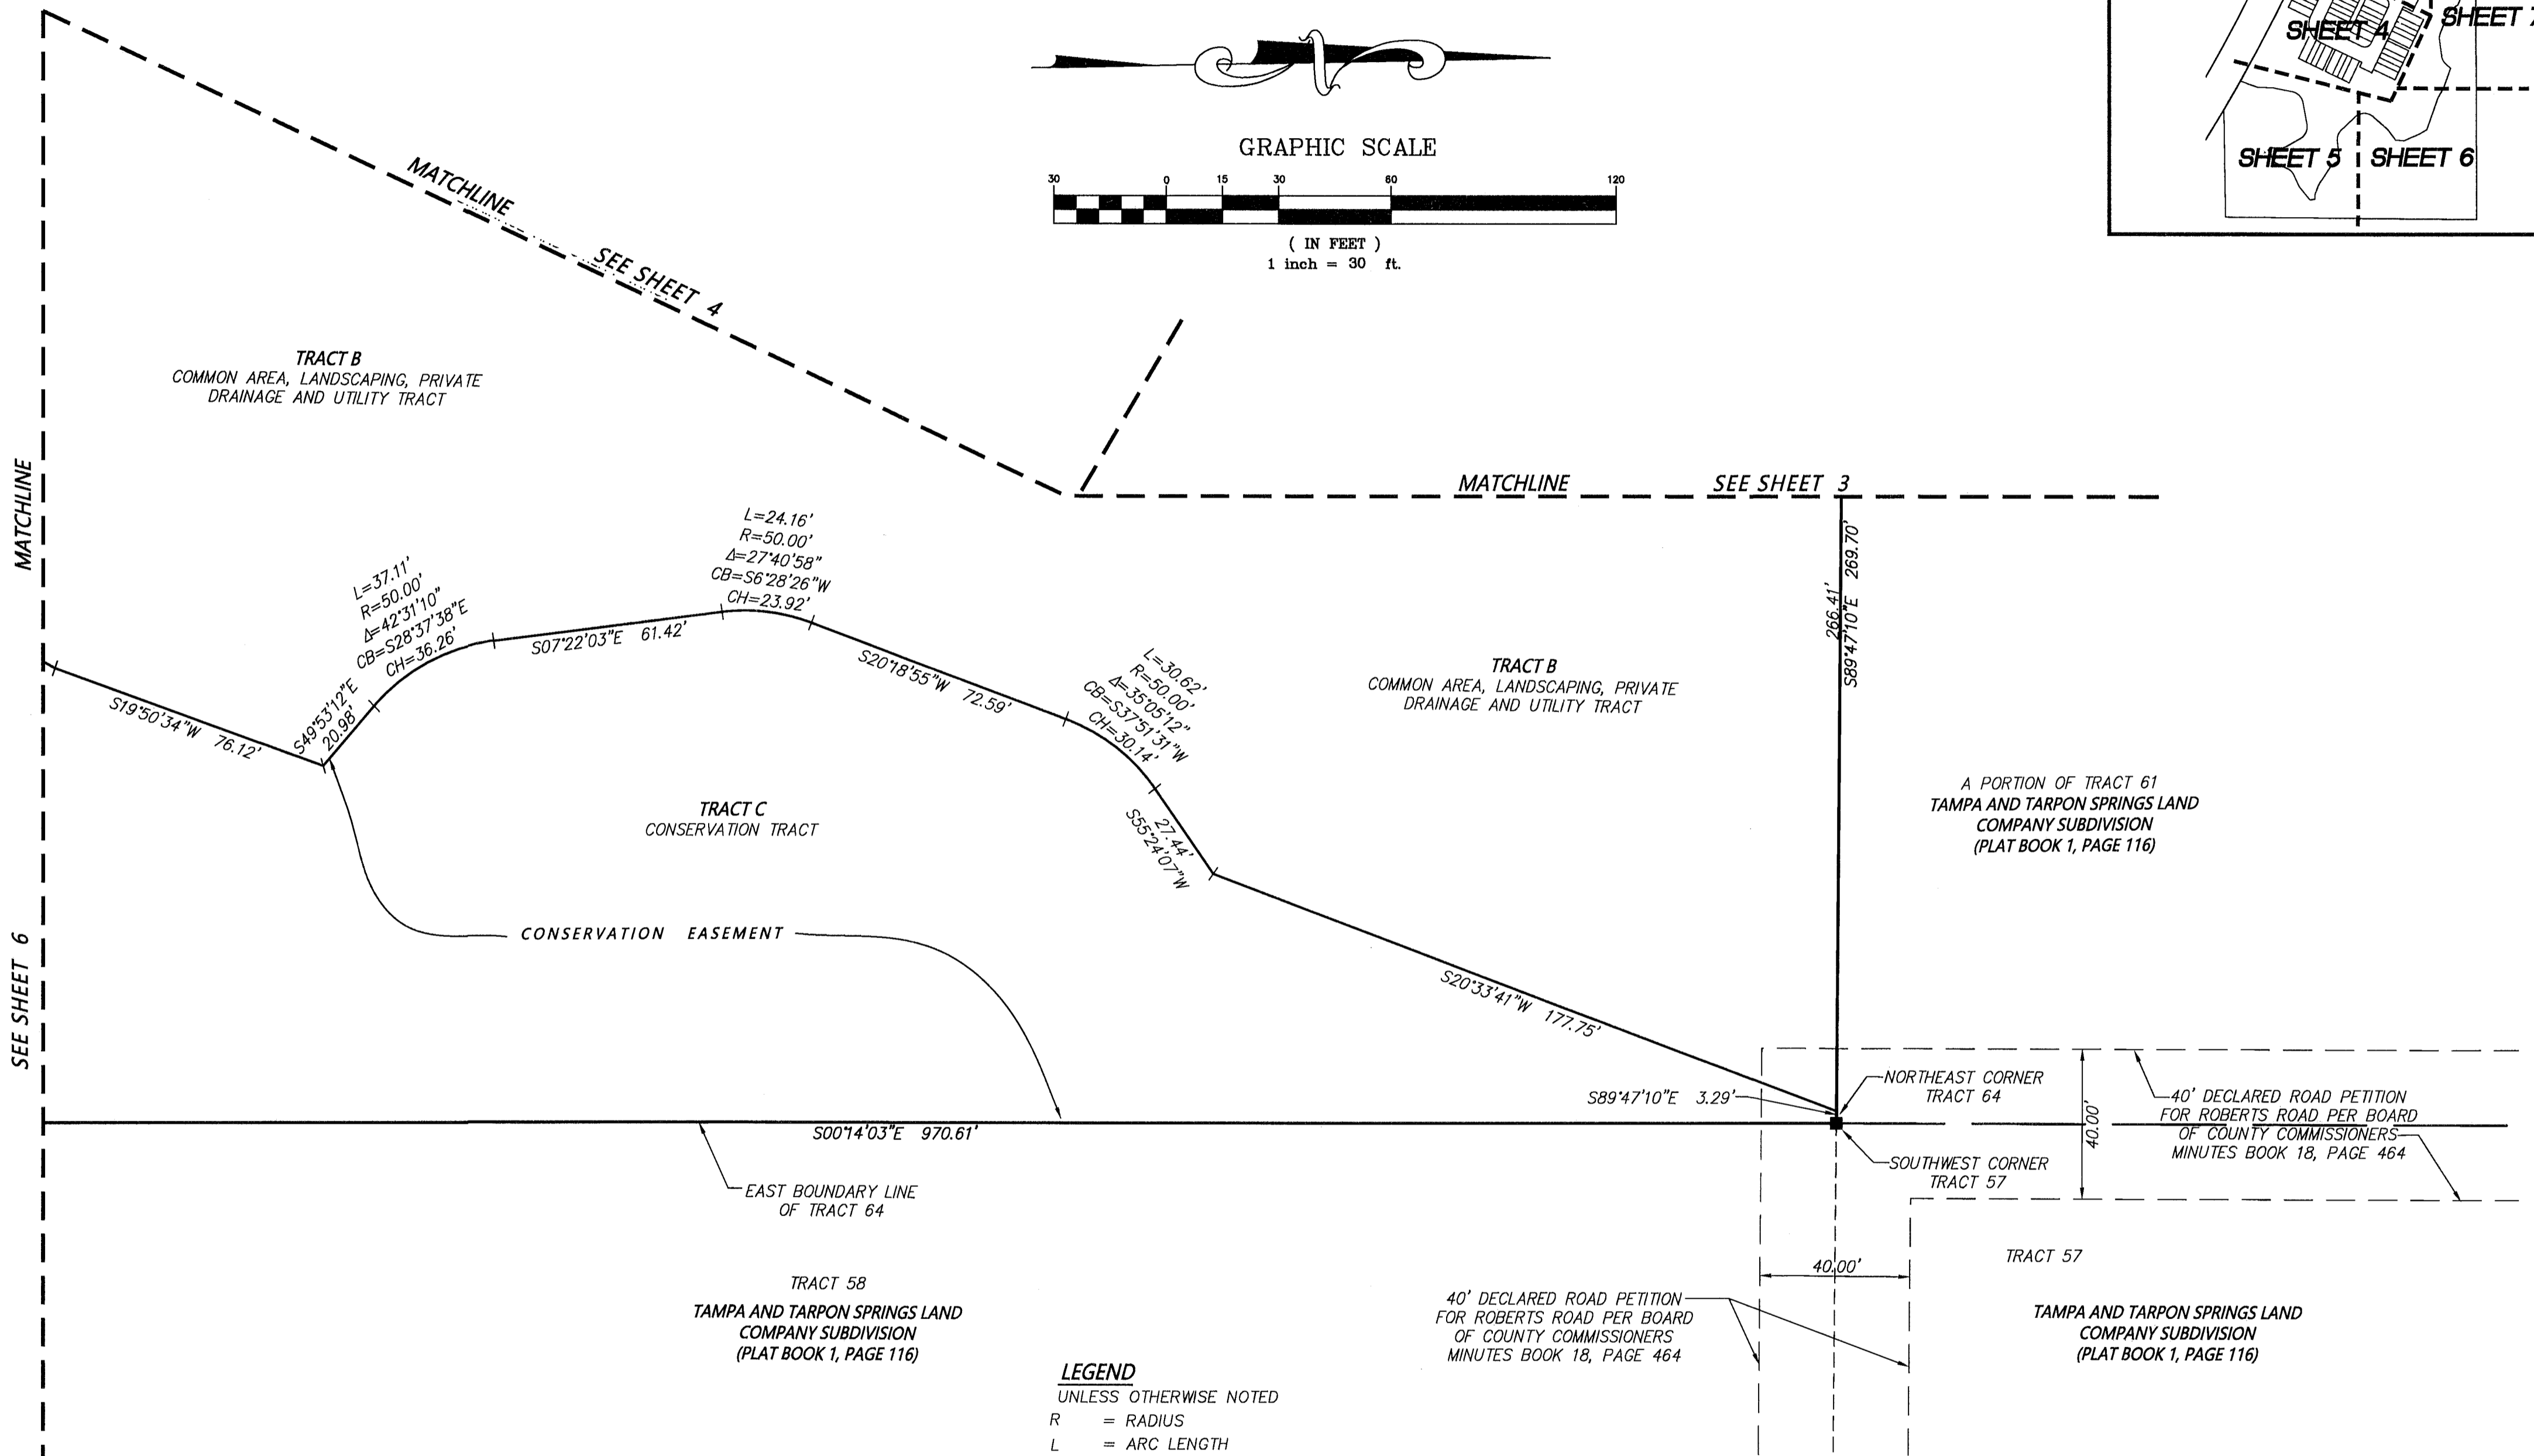 SHEET 4
SHEET 7
SHEET 5
SHEET 6
N
GRAPHIC SCALE
30 0 15 30 60 120
( IN FEET )
1 inch = 30 ft.
MATCHLINE
SEE SHEET 4
TRACT B
COMMON AREA, LANDSCAPING, PRIVATE
DRAINAGE AND UTILITY TRACT
MATCHLINE
SEE SHEET 6
MATCHLINE SEE SHEET 3
L=37.11'
R=50.00'
Δ=42°31'10"
CB=S28°37'38"E
CH=36.26'
L=24.16'
R=50.00'
Δ=27°40'58"
CB=S6°28'26"W
CH=23.92'
S19°50'34"W 76.12'
S49°53'12"E
20.98'
S07°22'03"E 61.42'
S20°18'55"W 72.59'
L=30.62'
R=50.00'
Δ=35°05'12"
CB=S37°51'31"W
CH=30.14'
27.44'
S55°24'07"W
TRACT B
COMMON AREA, LANDSCAPING, PRIVATE
DRAINAGE AND UTILITY TRACT
266.41'
S89°47'10"E 269.70'
A PORTION OF TRACT 61
TAMPA AND TARPON SPRINGS LAND
COMPANY SUBDIVISION
(PLAT BOOK 1, PAGE 116)
TRACT C
CONSERVATION TRACT
CONSERVATION EASEMENT
S20°33'41"W 177.75'
S89°47'10"E 3.29'
NORTHEAST CORNER
TRACT 64
SOUTHWEST CORNER
TRACT 57
40.00'
40' DECLARED ROAD PETITION
FOR ROBERTS ROAD PER BOARD
OF COUNTY COMMISSIONERS
MINUTES BOOK 18, PAGE 464
S00°14'03"E 970.61'
EAST BOUNDARY LINE
OF TRACT 64
TRACT 58
TAMPA AND TARPON SPRINGS LAND
COMPANY SUBDIVISION
(PLAT BOOK 1, PAGE 116)
40.00'
40' DECLARED ROAD PETITION
FOR ROBERTS ROAD PER BOARD
OF COUNTY COMMISSIONERS
MINUTES BOOK 18, PAGE 464
TRACT 57
TAMPA AND TARPON SPRINGS LAND
COMPANY SUBDIVISION
(PLAT BOOK 1, PAGE 116)
LEGEND
UNLESS OTHERWISE NOTED
R = RADIUS
L = ARC LENGTH